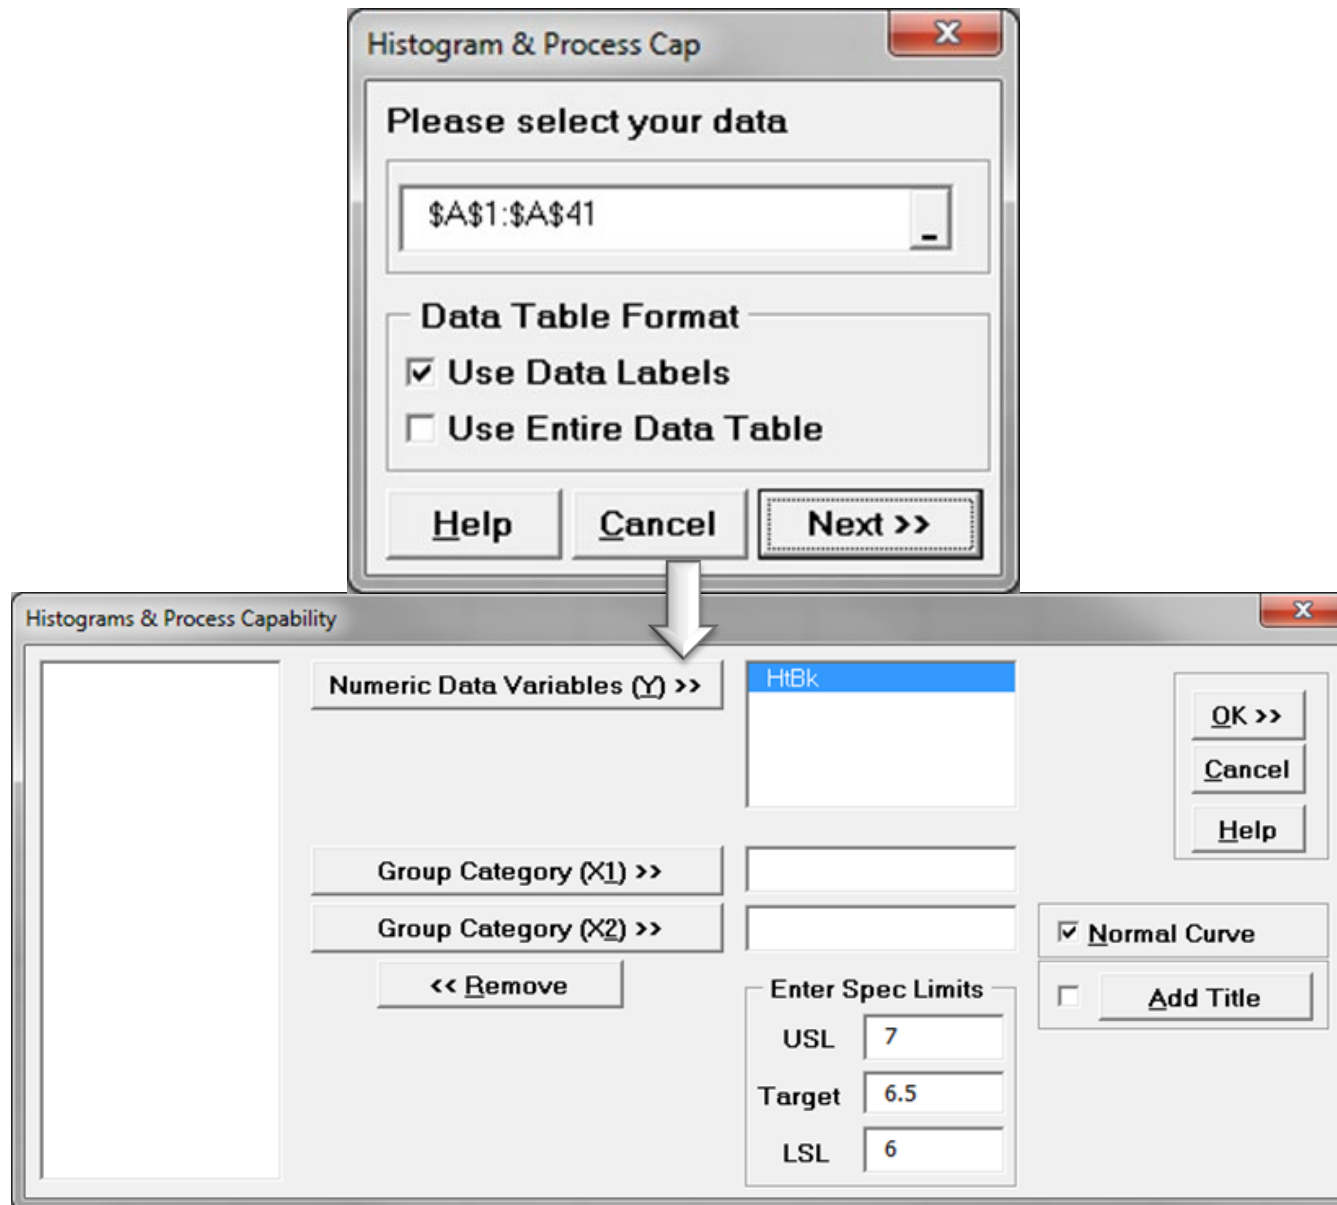 Histogram & Process Cap
Please select your data
$A$1:$A$41
Data Table Format
Use Data Labels
Use Entire Data Table
Help Cancel Next >>
Histograms & Process Capability
Numeric Data Variables (Y) >> HtBk
OK >>
Cancel
Help
Group Category (X1) >>
Group Category (X2) >>
Normal Curve
<< Remove
Enter Spec Limits
Add Title
USL 7
Target 6.5
LSL 6